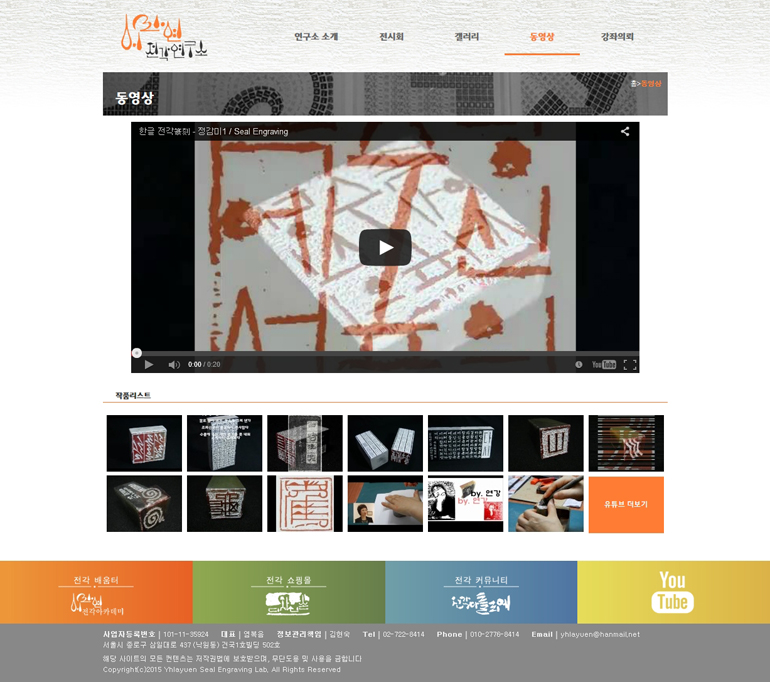 전각연구소
연구소 소개 전시회 갤러리 동영상 강좌의뢰
동영상
홈>동영상
한글 전각篆刻 - 정감미1 / Seal Engraving
0:00 / 0:20
YouTube
작품리스트
by. 연강
by. 연강
유튜브 더보기
전각 배움터
전각아카데미
전각 쇼핑몰
전각 커뮤니티
You
Tube
사업자등록번호 | 101-11-35924 대표 | 염복음 정보관리책임 | 김현숙 Tel | 02-722-8414 Phone | 010-2776-8414 Email | yhlayuen@hanmail.net
서울시 종로구 삼일대로 437 (낙원동) 건국1호빌딩 502호
해당 사이트의 모든 컨텐츠는 저작권법에 보호받으며, 무단도용 및 사용을 금합니다
Copyright(c)2015 Yhlayuen Seal Engraving Lab, All Rights Reserved